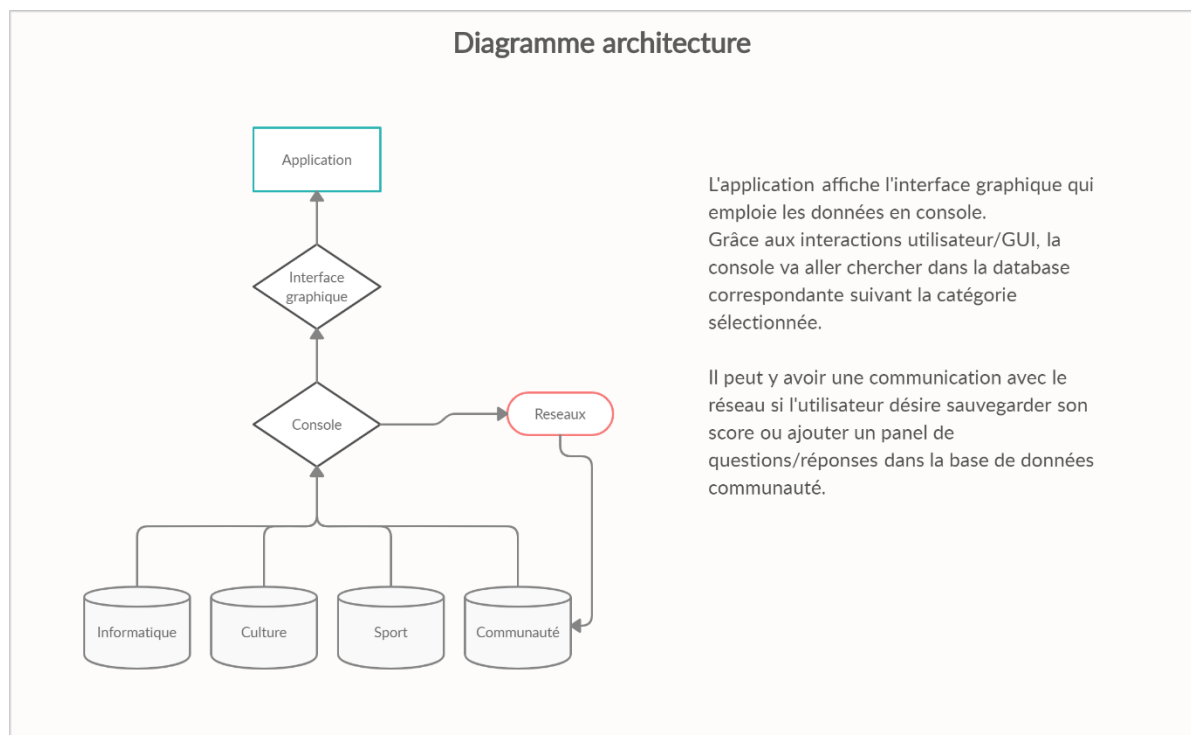 Diagramme architecture
Application
Interface
graphique
Console
Reseaux
Informatique
Culture
Sport
Communauté
L'application affiche l'interface graphique qui
emploie les données en console.
Grâce aux interactions utilisateur/GUI, la
console va aller chercher dans la database
correspondante suivant la catégorie
sélectionnée.
Il peut y avoir une communication avec le
réseau si l'utilisateur désire sauvegarder son
score ou ajouter un panel de
questions/réponses dans la base de données
communauté.